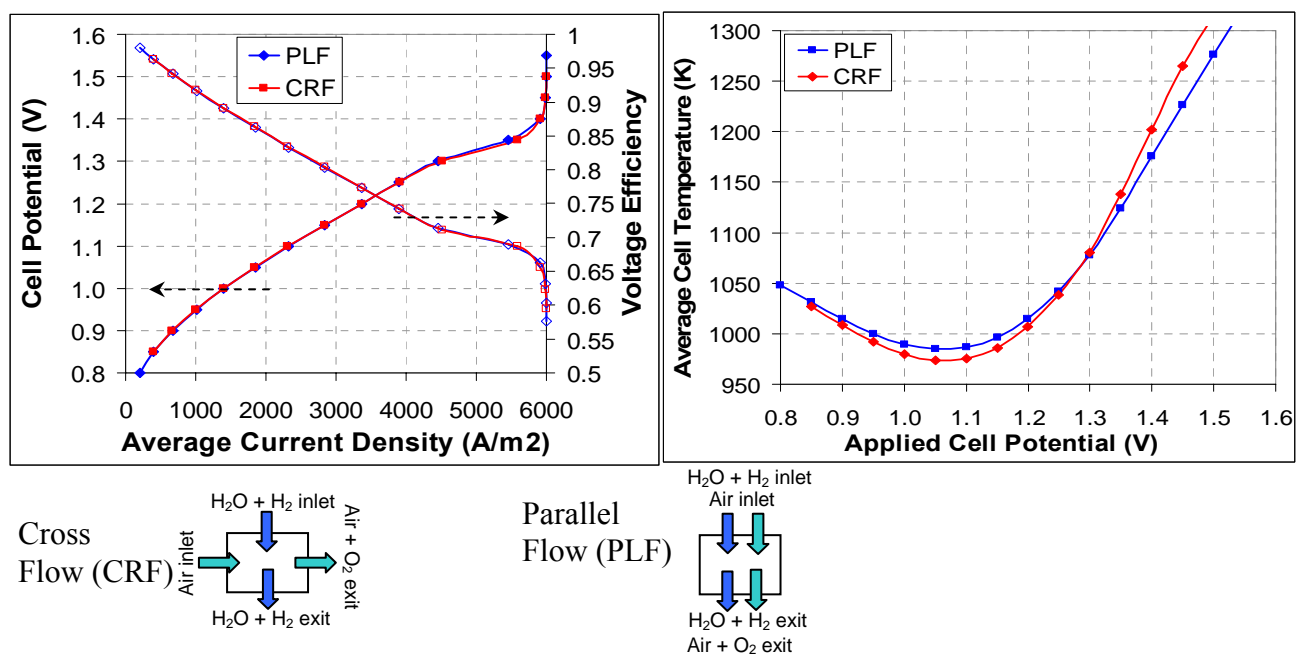 1.6
1.5
1.4
1.3
1.2
1.1
1.0
0.9
0.8
Cell Potential (V)
PLF
CRF
1
0.95
0.9
0.85
0.8
0.75
0.7
0.65
0.6
0.55
0.5
Voltage Efficiency
0 1000 2000 3000 4000 5000 6000
Average Current Density (A/m2)
1300
1250
1200
1150
1100
1050
1000
950
Average Cell Temperature (K)
PLF
CRF
0.8 0.9 1.0 1.1 1.2 1.3 1.4 1.5 1.6
Applied Cell Potential (V)
Cross
Flow (CRF)
H₂O + H₂ inlet
Air inlet
Air + O₂ exit
H₂O + H₂ exit
Parallel
Flow (PLF)
H₂O + H₂ inlet
Air inlet
H₂O + H₂ exit
Air + O₂ exit